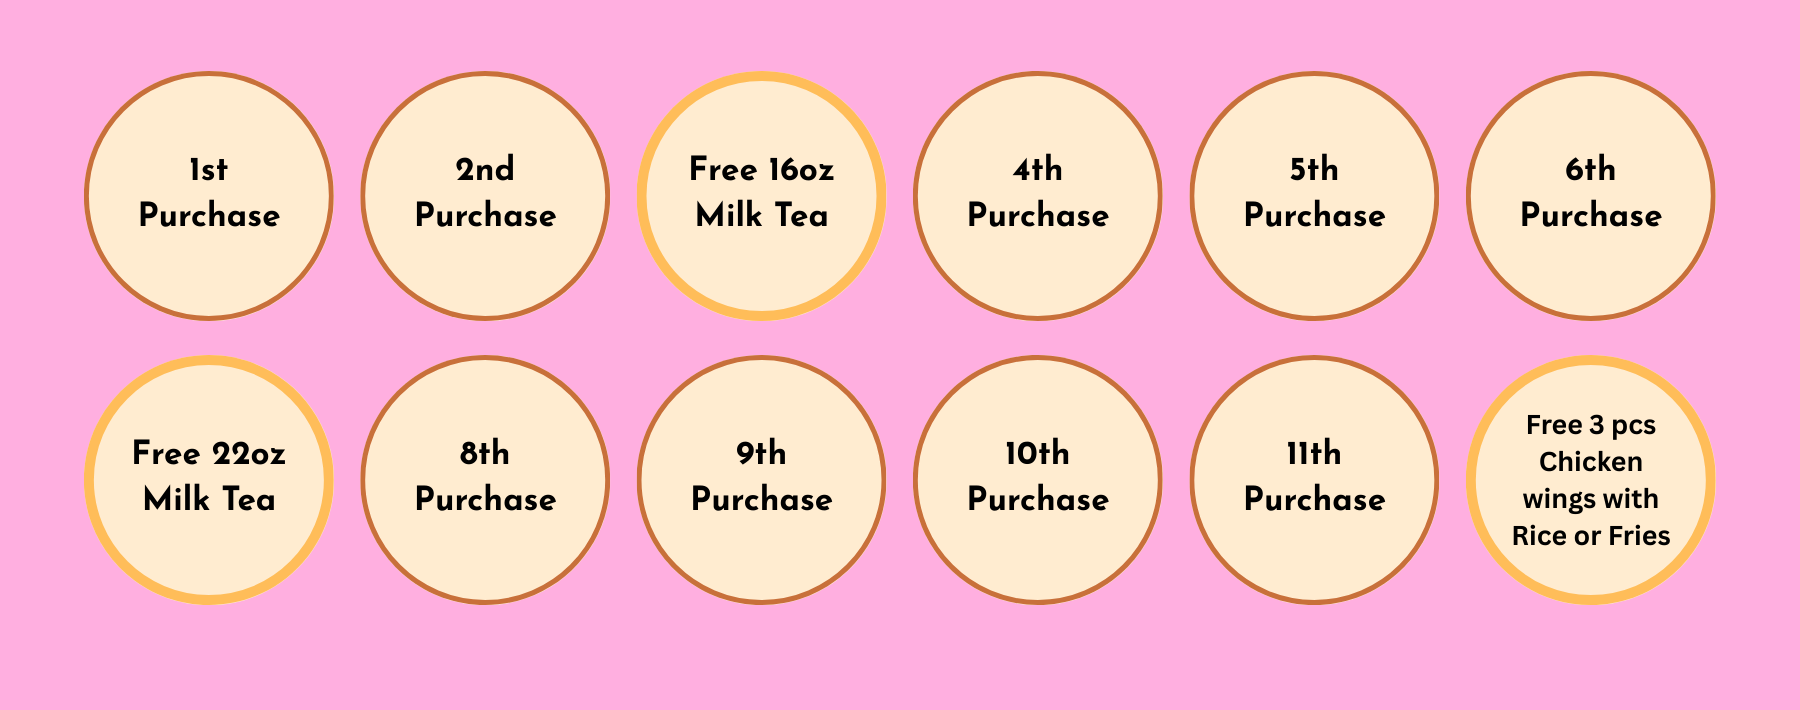 1st
Purchase
2nd
Purchase
Free 16oz
Milk Tea
4th
Purchase
5th
Purchase
6th
Purchase
Free 22oz
Milk Tea
8th
Purchase
9th
Purchase
10th
Purchase
11th
Purchase
Free 3 pcs
Chicken
wings with
Rice or Fries